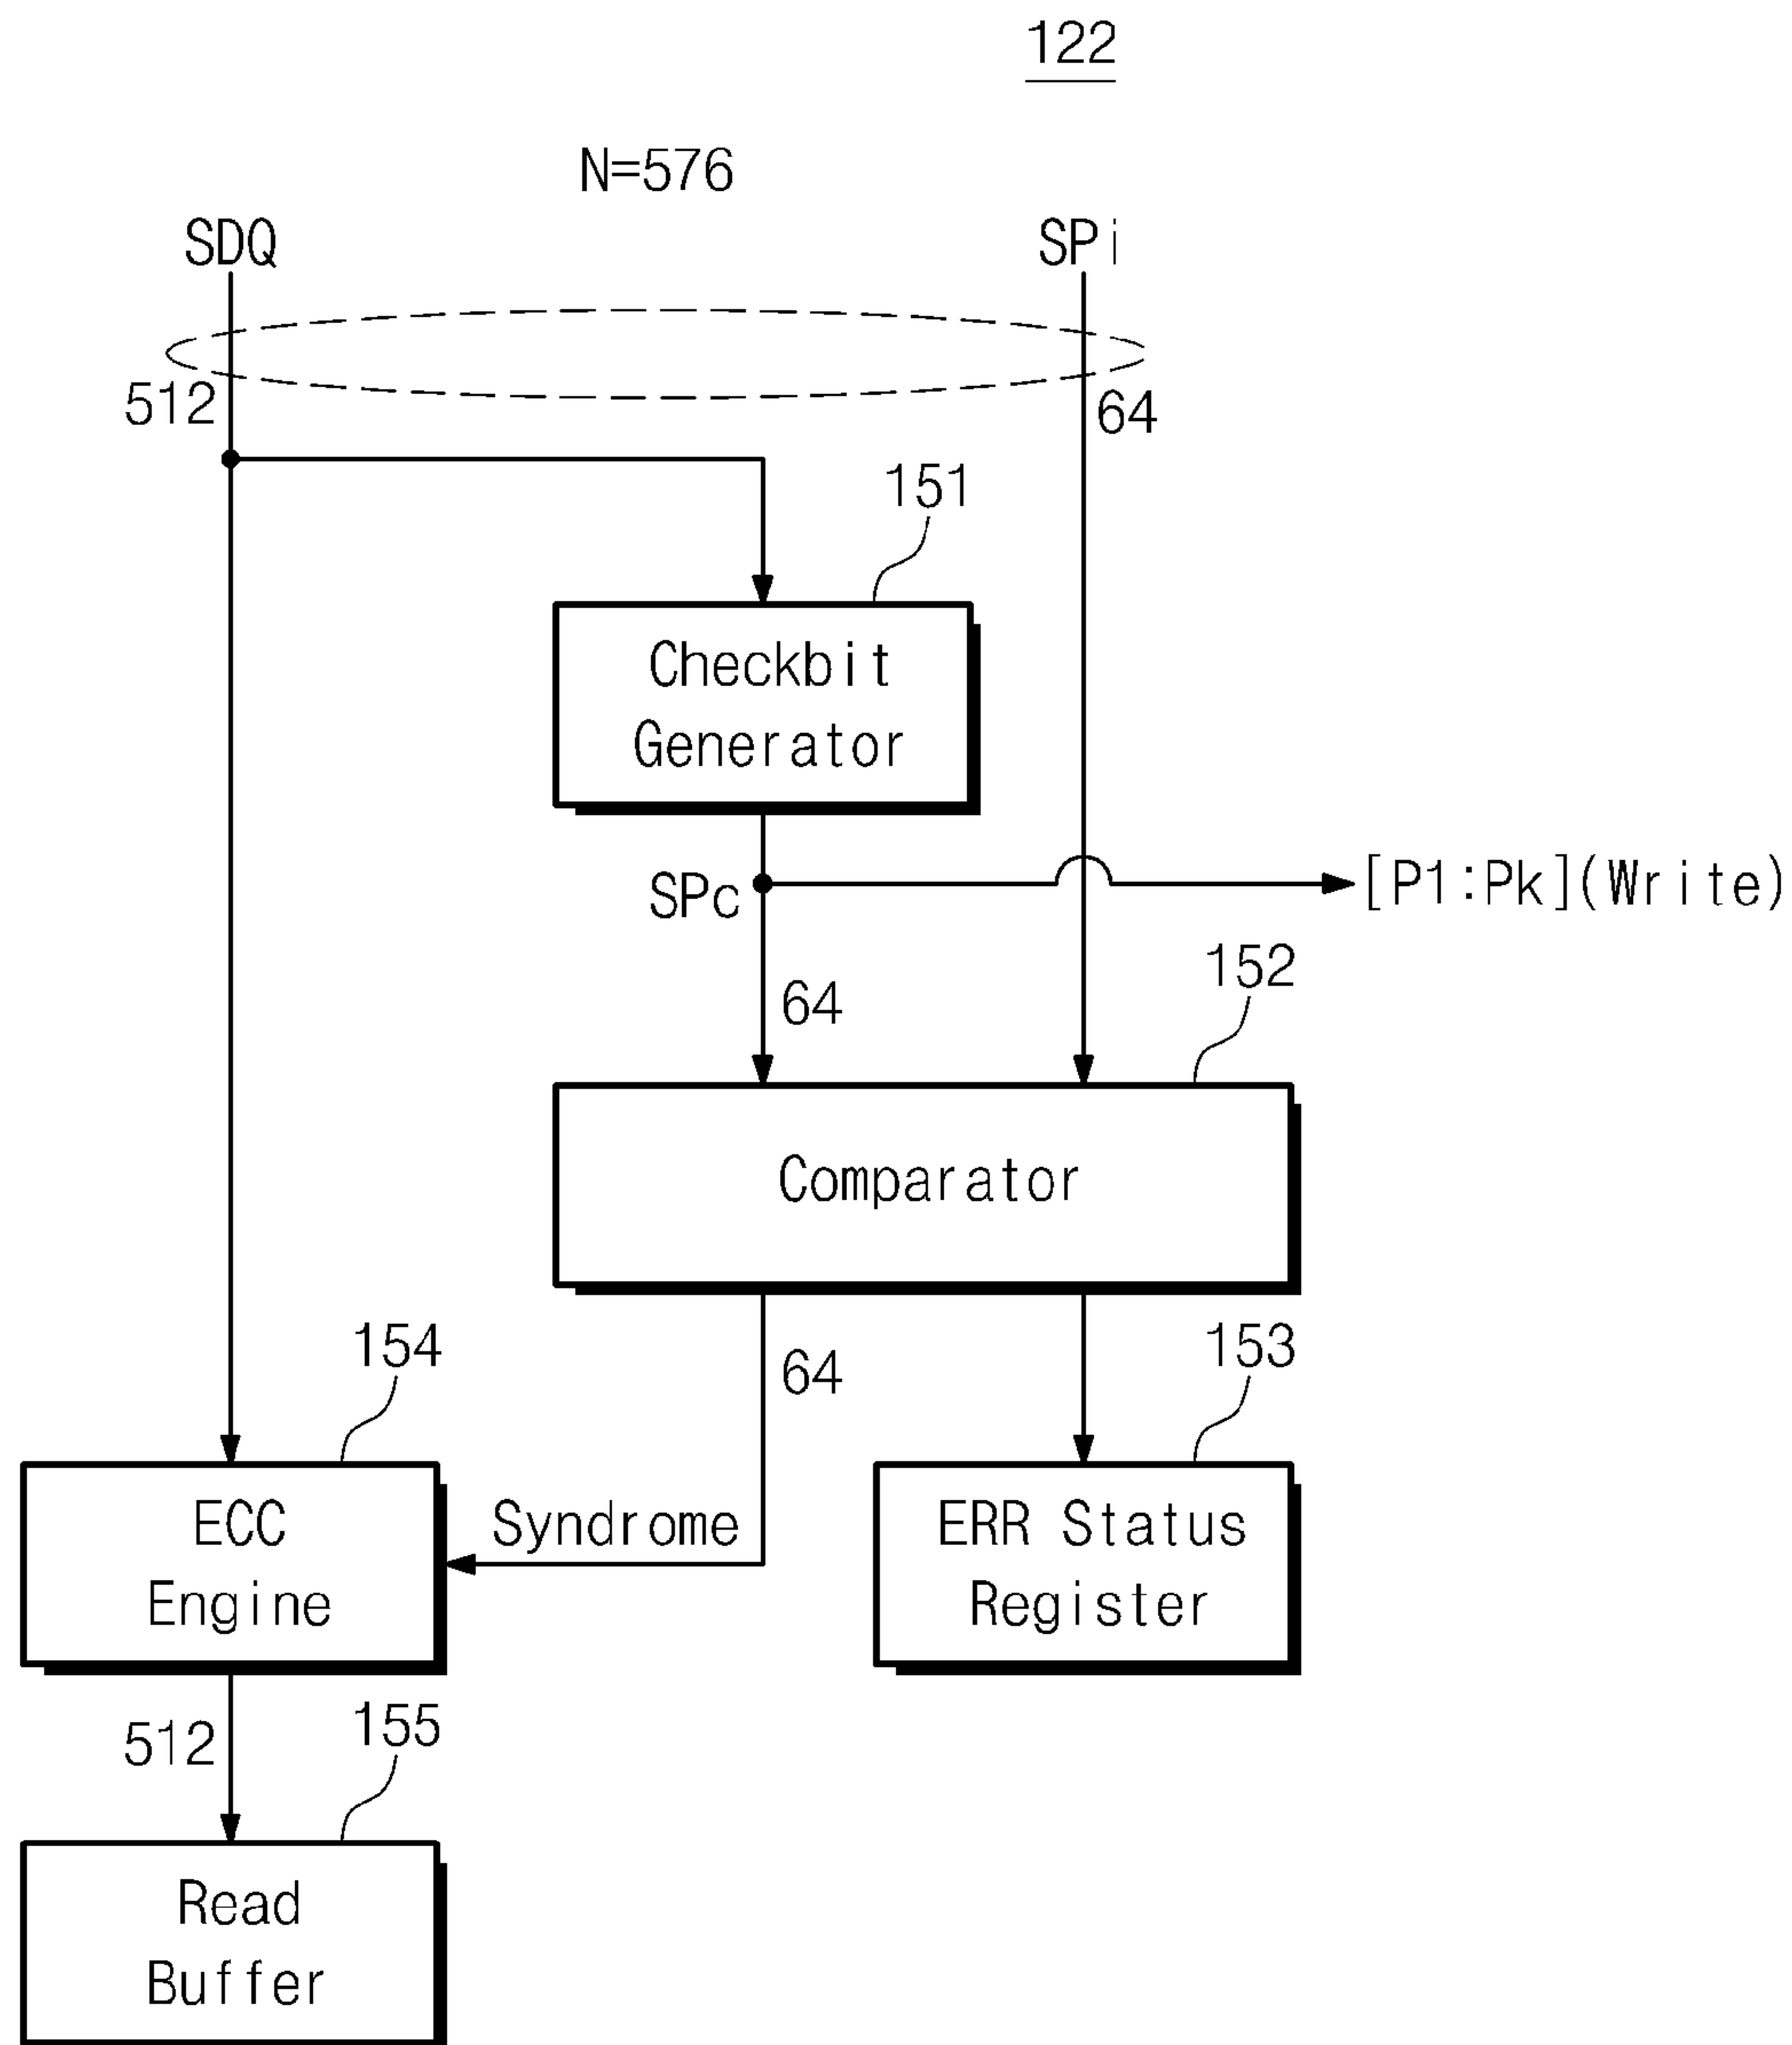 122
N=576
SDQ
SPi
512
64
151
Checkbit
Generator
SPc
[P1:Pk](Write)
152
64
Comparator
154
64
153
ECC
Engine
Syndrome
ERR Status
Register
512
155
Read
Buffer